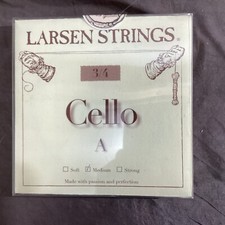 LARSEN STRINGS®
3/4
Cello
A
Soft Medium Strong
Made with passion and perfection.